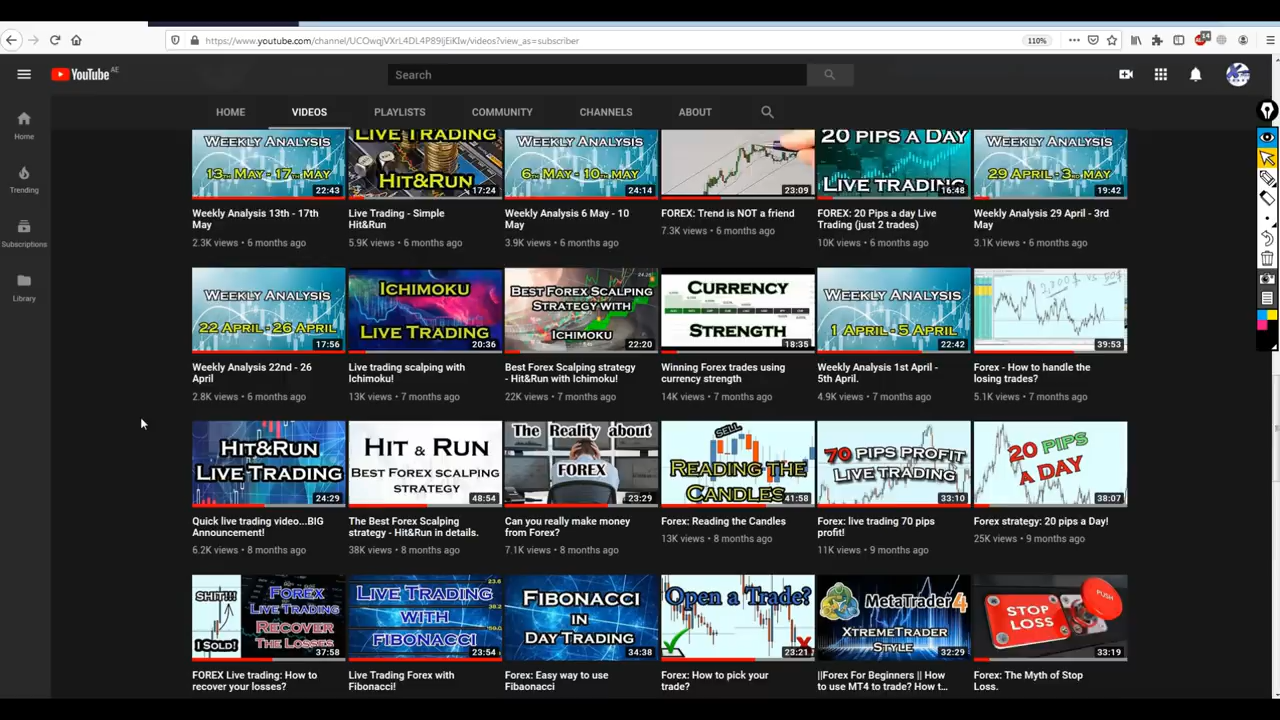 https://www.youtube.com/channel/UCOwqjVXrL4DL4P89IjEiKIw/videos?view_as=subscriber
110%
14
YouTube AE
Search
HOME
VIDEOS
PLAYLISTS
COMMUNITY
CHANNELS
ABOUT
Home
Trending
Subscriptions
Library
WEEKLY ANALYSIS
13TH MAY - 17TH MAY
22:43
LIVE TRADING
HIT&RUN
17:24
WEEKLY ANALYSIS
6TH MAY - 10TH MAY
24:14
23:09
20 PIPS A DAY
LIVE TRADING
16:48
WEEKLY ANALYSIS
29 APRIL - 3RD MAY
19:42
Weekly Analysis 13th - 17th
May
2.3K views • 6 months ago
Live Trading - Simple
Hit&Run
5.9K views • 6 months ago
Weekly Analysis 6 May - 10
May
3.9K views • 6 months ago
FOREX: Trend is NOT a friend
7.3K views • 6 months ago
FOREX: 20 Pips a day Live
Trading (just 2 trades)
10K views • 6 months ago
Weekly Analysis 29 April - 3rd
May
3.1K views • 6 months ago
WEEKLY ANALYSIS
22 APRIL - 26 APRIL
17:56
ICHIMOKU
LIVE TRADING
20:36
BEST FOREX SCALPING
STRATEGY WITH
ICHIMOKU
22:20
CURRENCY
STRENGTH
18:35
WEEKLY ANALYSIS
1 APRIL - 5 APRIL
22:42
39:53
Weekly Analysis 22nd - 26
April
2.8K views • 6 months ago
Live trading scalping with
Ichimoku!
13K views • 7 months ago
Best Forex Scalping strategy
- Hit&Run with Ichimoku!
22K views • 7 months ago
Winning Forex trades using
currency strength
14K views • 7 months ago
Weekly Analysis 1st April -
5th April.
4.9K views • 7 months ago
Forex - How to handle the
losing trades?
5.1K views • 7 months ago
HIT&RUN
LIVE TRADING
24:29
HIT & RUN
BEST FOREX SCALPING
STRATEGY
48:54
The Reality about
FOREX
23:29
SELL
READING THE
CANDLES
41:58
70 PIPS PROFIT
LIVE TRADING
33:10
20 PIPS
A DAY
38:07
Quick live trading video...BIG
Announcement!
6.2K views • 8 months ago
The Best Forex Scalping
strategy - Hit&Run in details.
38K views • 8 months ago
Can you really make money
from Forex?
7.1K views • 8 months ago
Forex: Reading the Candles
13K views • 8 months ago
Forex: live trading 70 pips
profit!
11K views • 9 months ago
Forex strategy: 20 pips a Day!
25K views • 9 months ago
SHIT!!!
I SOLD!
FOREX
LIVE TRADING
RECOVER
THE LOSSES
37:58
LIVE TRADING
WITH
FIBONACCI
23:54
FIBONACCI
IN
DAY TRADING
34:38
Open a Trade?
23:21
MetaTrader 4
XTREMETRADER
STYLE
32:29
STOP
LOSS
PUSH
33:19
FOREX Live trading: How to
recover your losses?
Live Trading Forex with
Fibonacci!
Forex: Easy way to use
Fibaonacci
Forex: How to pick your
trade?
||Forex For Beginners || How
to use MT4 to trade? How t...
Forex: The Myth of Stop
Loss.